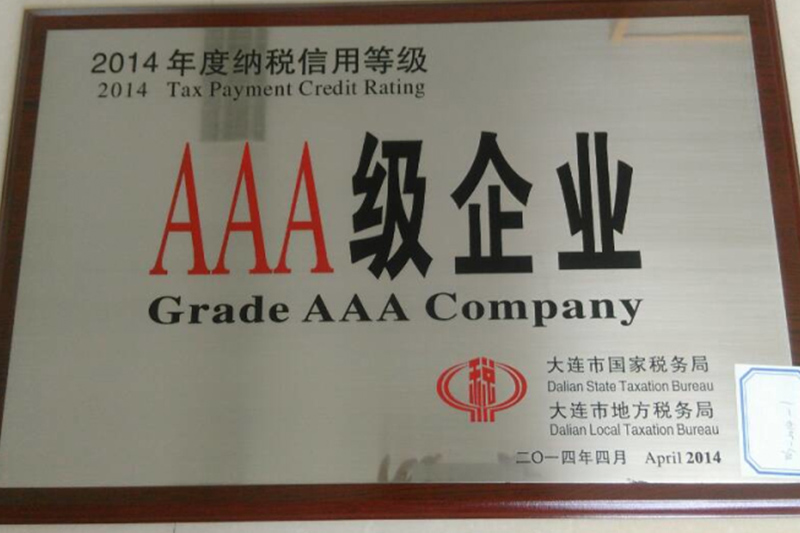 2014年度纳税信用等级
2014 Tax Payment Credit Rating
AAA级企业
Grade AAA Company
税
大连市国家税务局
Dalian State Taxation Bureau
大连市地方税务局
Dalian Local Taxation Bureau
二〇一四年四月 April 2014